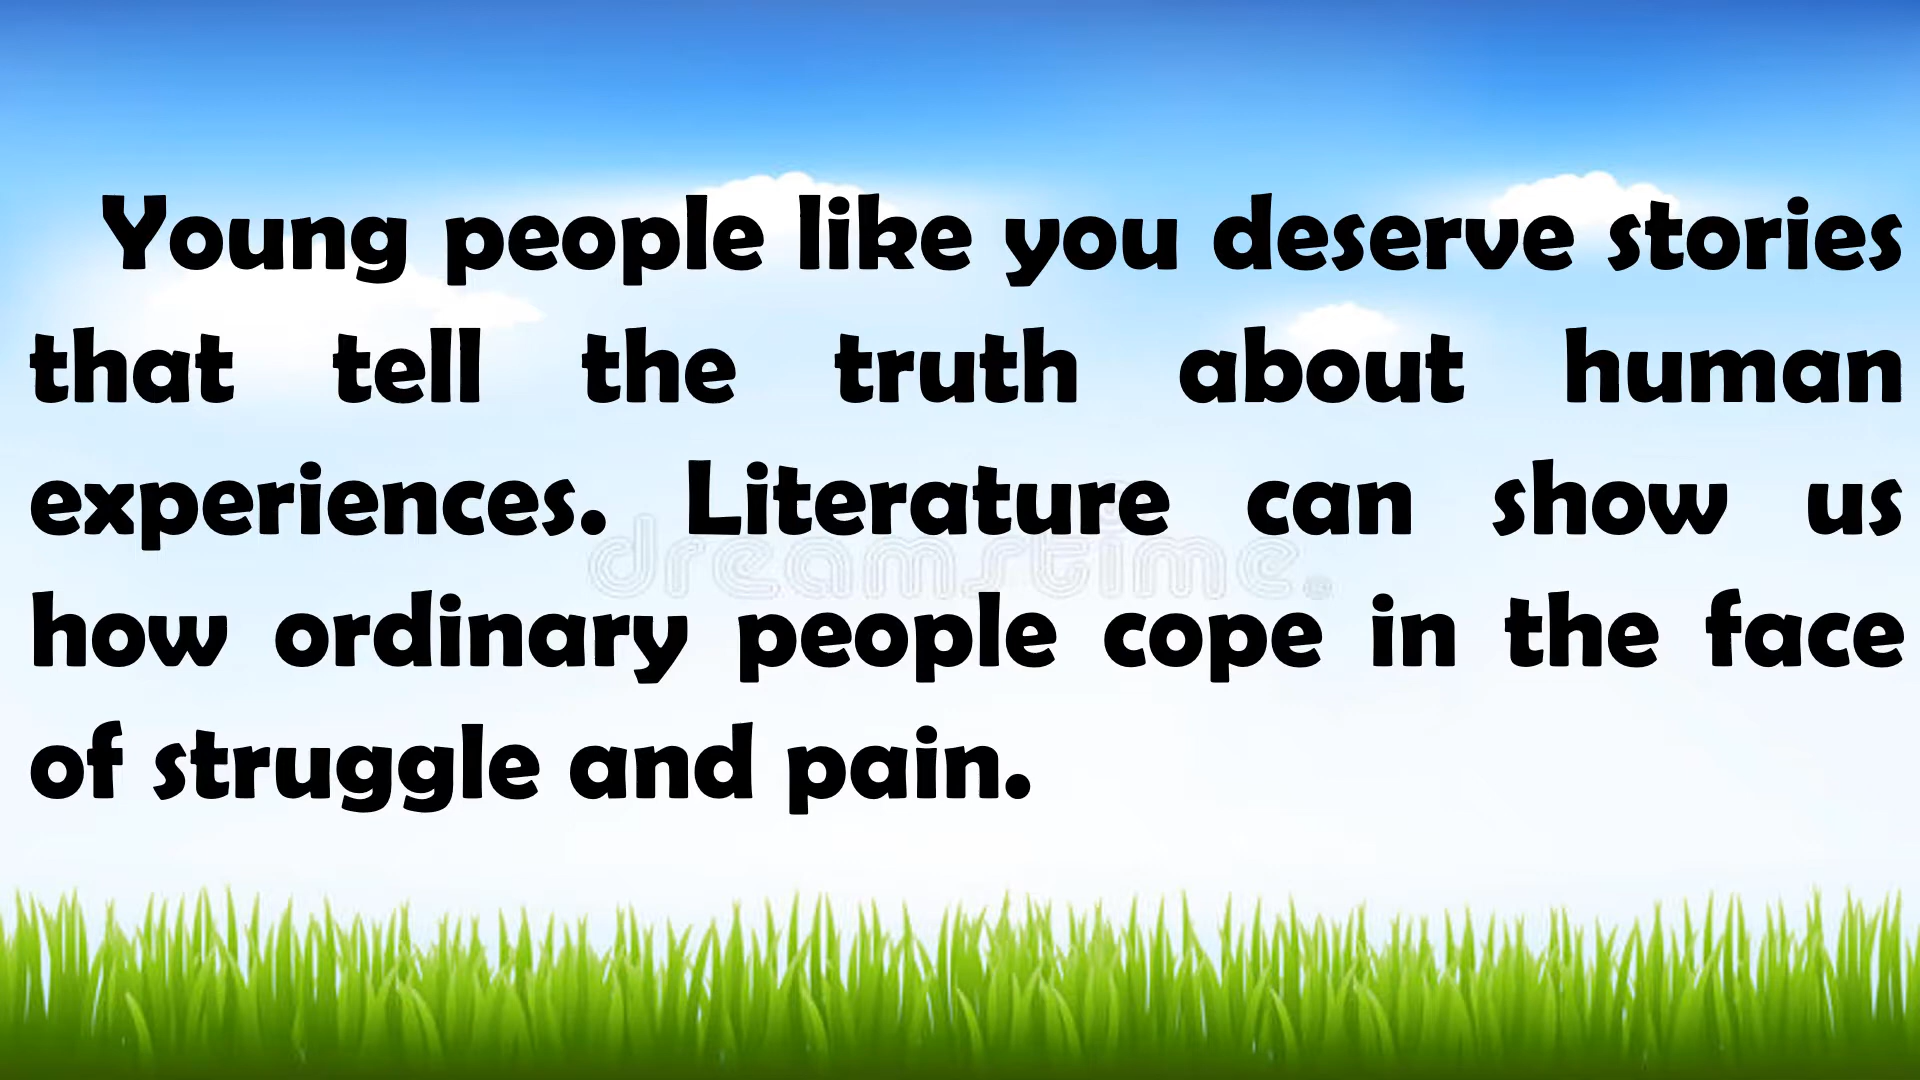 Young people like you deserve stories
that tell the truth about human
experiences. Literature can show us
how ordinary people cope in the face
of struggle and pain.
dreamstime.